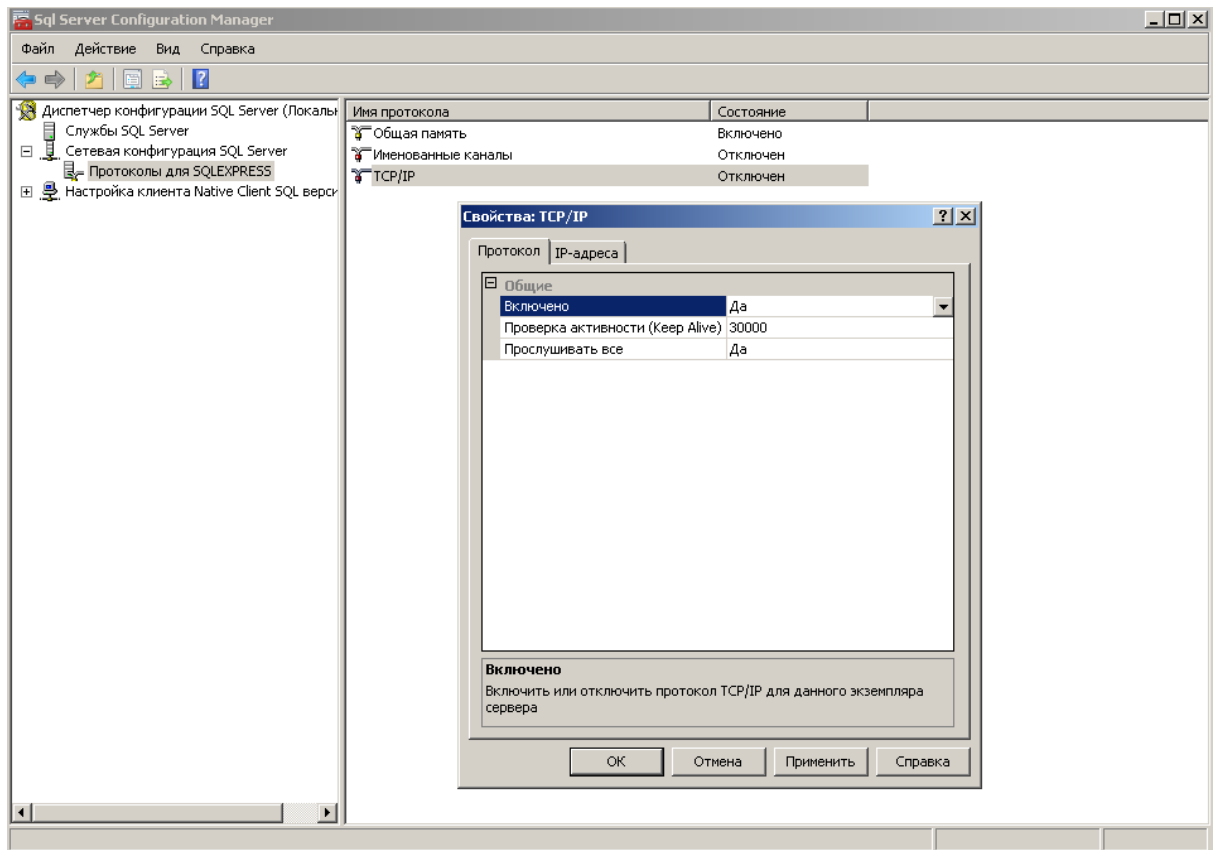 Sql Server Configuration Manager
Файл Действие Вид Справка
Диспетчер конфигурации SQL Server (Локальн
Службы SQL Server
Сетевая конфигурация SQL Server
Протоколы для SQLEXPRESS
Настройка клиента Native Client SQL верси
Имя протокола Состояние
Общая память Включено
Именованные каналы Отключен
TCP/IP Отключен
Свойства: TCP/IP
Протокол IP-адреса
Общие
Включено Да
Проверка активности (Keep Alive) 30000
Прослушивать все Да
Включено
Включить или отключить протокол TCP/IP для данного экземпляра
сервера
ОК Отмена Применить Справка